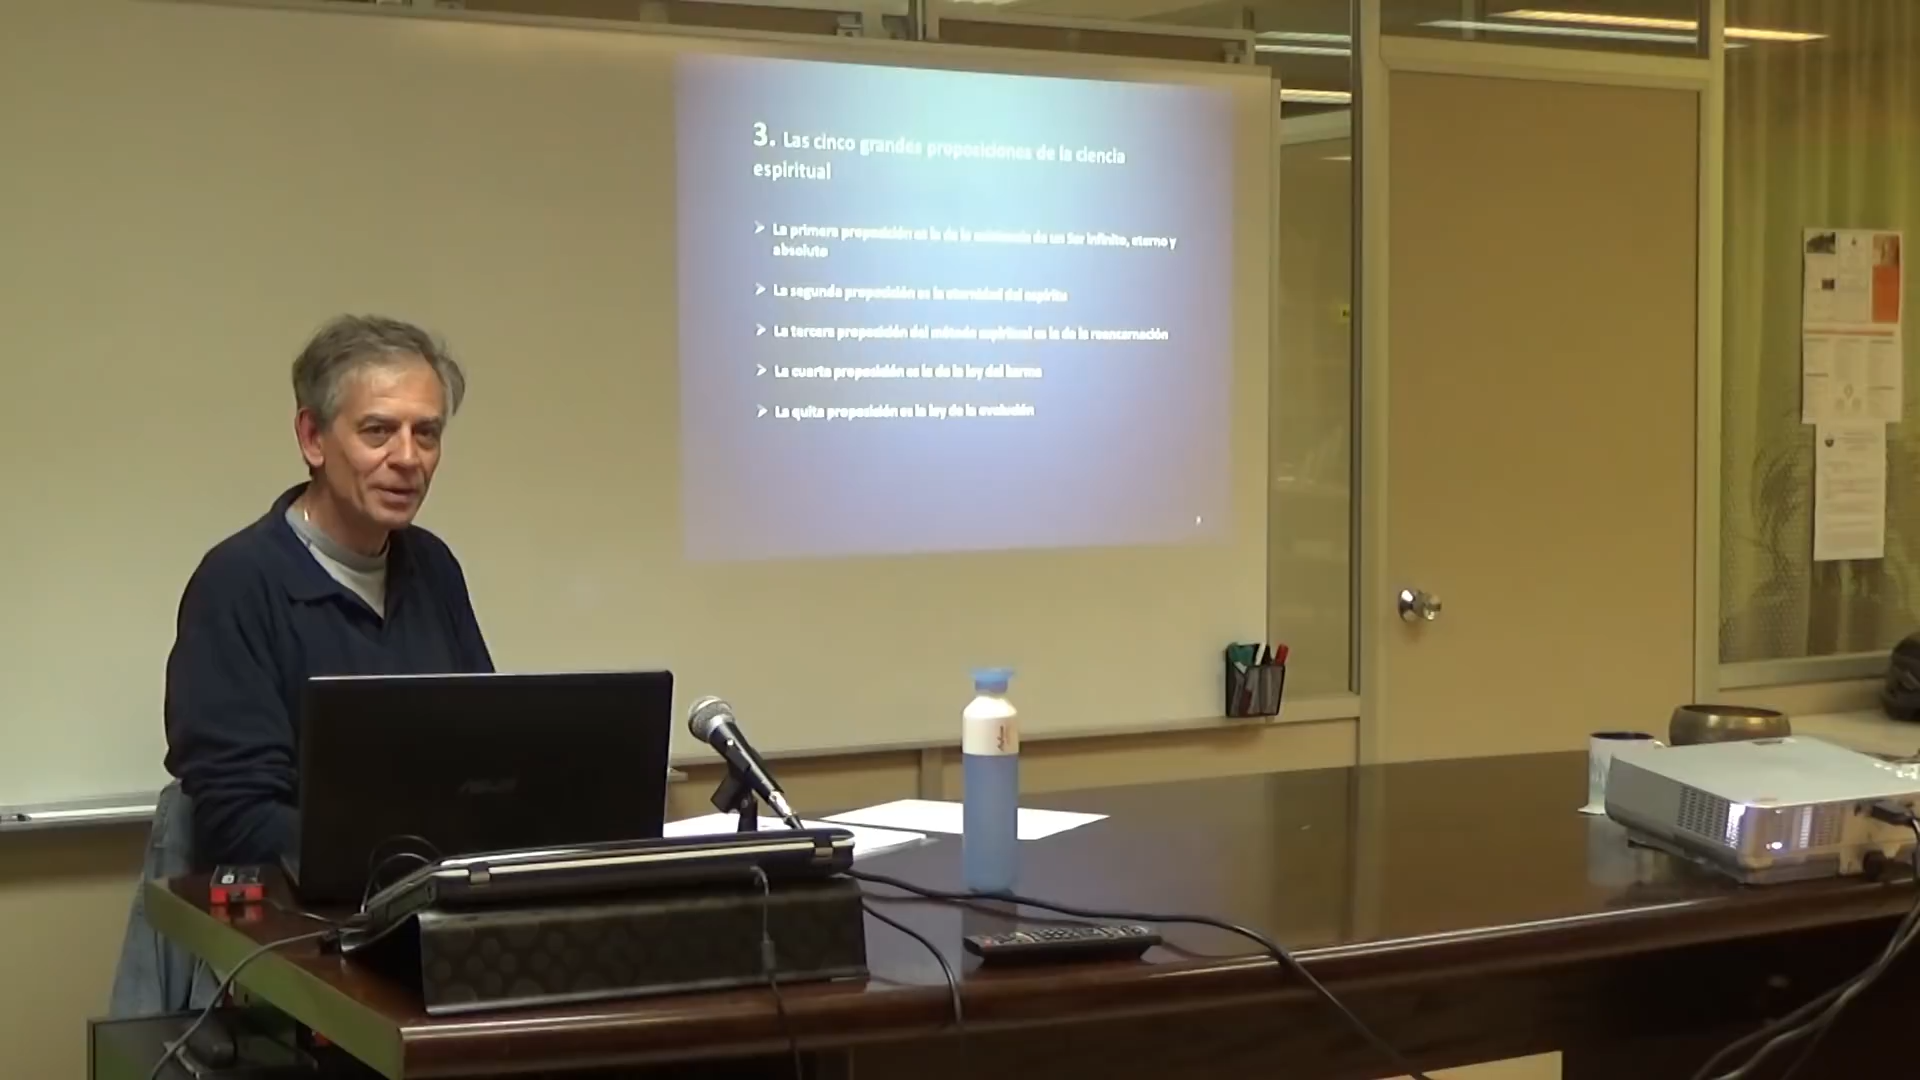 3. Las cinco grandes proposiciones de la ciencia
espiritual
➤ La primera proposición es la de la existencia de un Ser infinito, eterno y
absoluto
➤ La segunda proposición es la eternidad del espíritu
➤ La tercera proposición del método espiritual es la de la reencarnación
➤ La cuarta proposición es la de la ley del karma
➤ La quita proposición es la ley de la evolución
ASUS